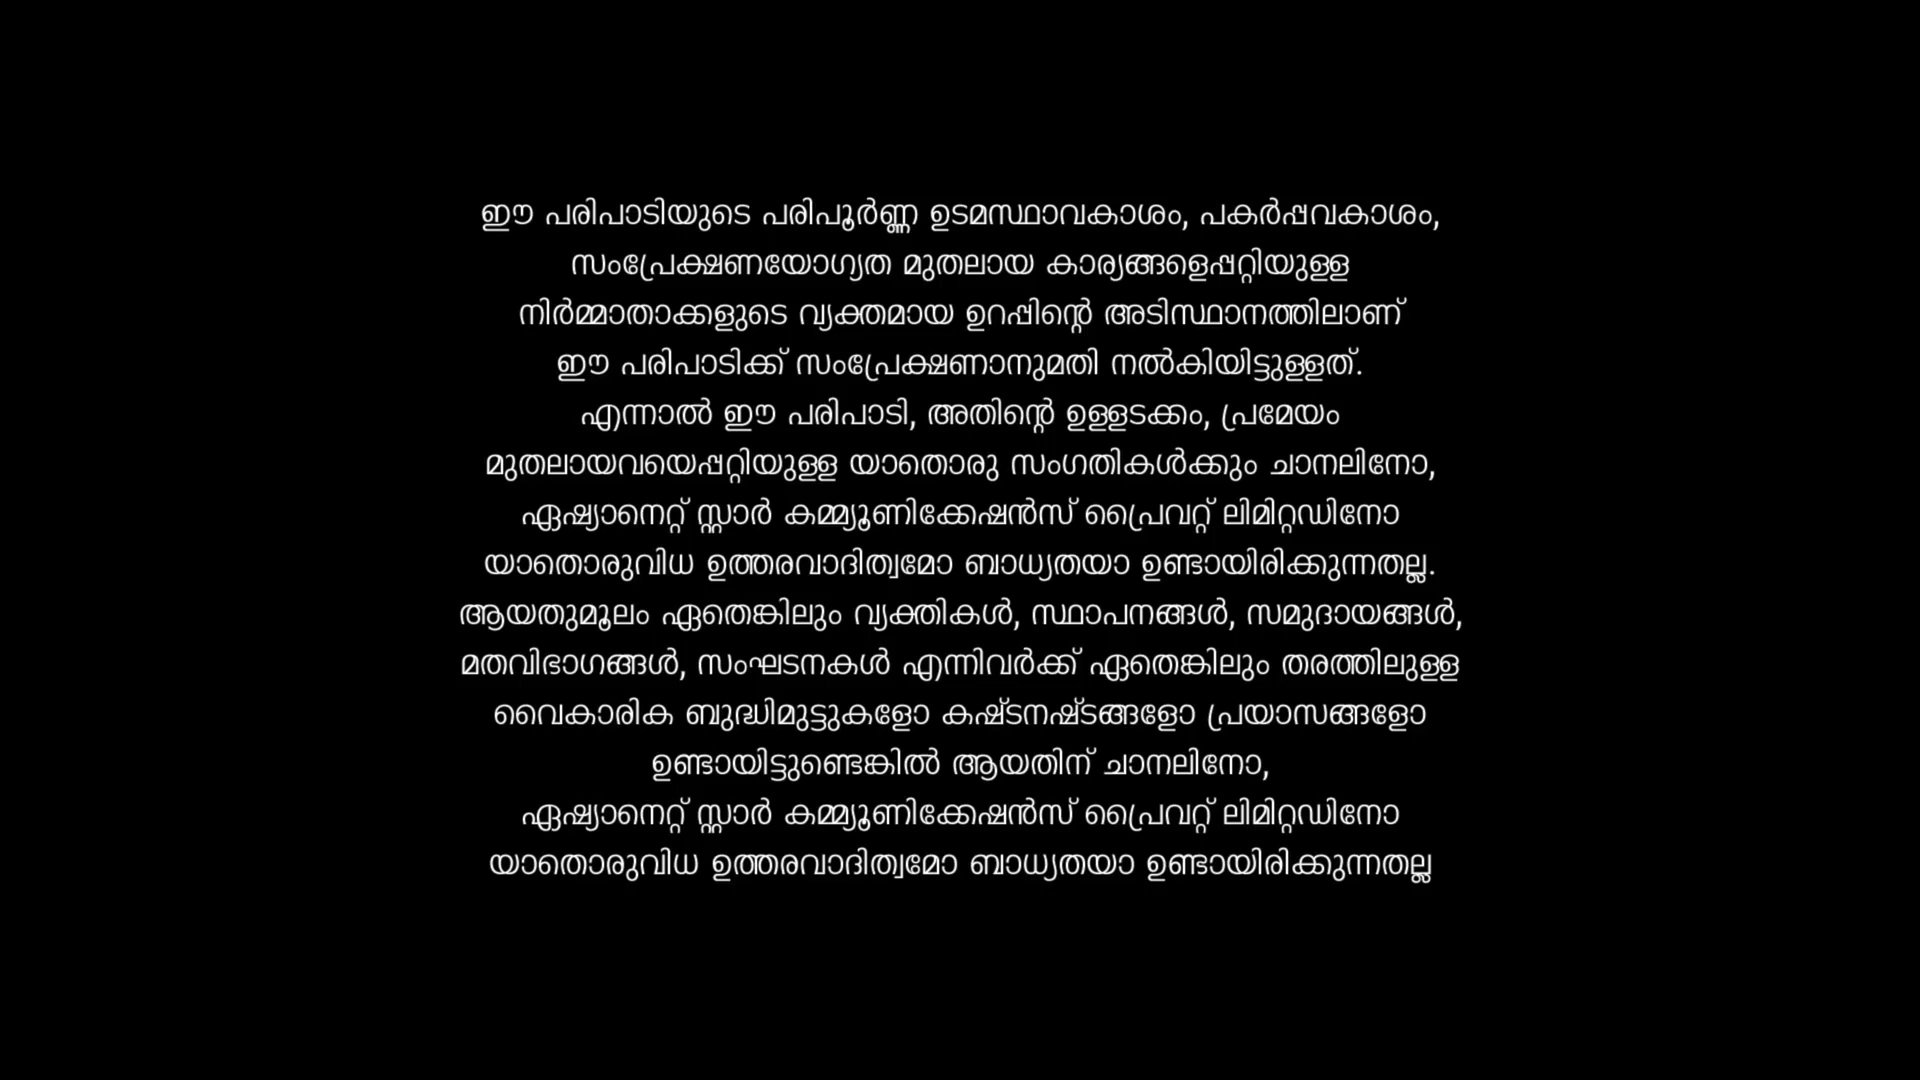 ഈ പരിപാടിയുടെ പരിപൂർണ്ണ ഉടമസ്ഥാവകാശം, പകർപ്പവകാശം,
സംപ്രേക്ഷണയോഗ്യത മുതലായ കാര്യങ്ങളെപ്പറ്റിയുള്ള
നിർമ്മാതാക്കളുടെ വ്യക്തമായ ഉറപ്പിന്റെ അടിസ്ഥാനത്തിലാണ്
ഈ പരിപാടിക്ക് സംപ്രേക്ഷണാനുമതി നൽകിയിട്ടുള്ളത്.
എന്നാൽ ഈ പരിപാടി, അതിന്റെ ഉള്ളടക്കം, പ്രമേയം
മുതലായവയെപ്പറ്റിയുള്ള യാതൊരു സംഗതികൾക്കും ചാനലിനോ,
ഏഷ്യാനെറ്റ് സ്റ്റാർ കമ്മ്യൂണിക്കേഷൻസ് പ്രൈവറ്റ് ലിമിറ്റഡിനോ
യാതൊരുവിധ ഉത്തരവാദിത്വമോ ബാധ്യതയാ ഉണ്ടായിരിക്കുന്നതല്ല.
ആയതുമൂലം ഏതെങ്കിലും വ്യക്തികൾ, സ്ഥാപനങ്ങൾ, സമുദായങ്ങൾ,
മതവിഭാഗങ്ങൾ, സംഘടനകൾ എന്നിവർക്ക് ഏതെങ്കിലും തരത്തിലുള്ള
വൈകാരിക ബുദ്ധിമുട്ടുകളോ കഷ്ടനഷ്ടങ്ങളോ പ്രയാസങ്ങളോ
ഉണ്ടായിട്ടുണ്ടെങ്കിൽ ആയതിന് ചാനലിനോ,
ഏഷ്യാനെറ്റ് സ്റ്റാർ കമ്മ്യൂണിക്കേഷൻസ് പ്രൈവറ്റ് ലിമിറ്റഡിനോ
യാതൊരുവിധ ഉത്തരവാദിത്വമോ ബാധ്യതയാ ഉണ്ടായിരിക്കുന്നതല്ല